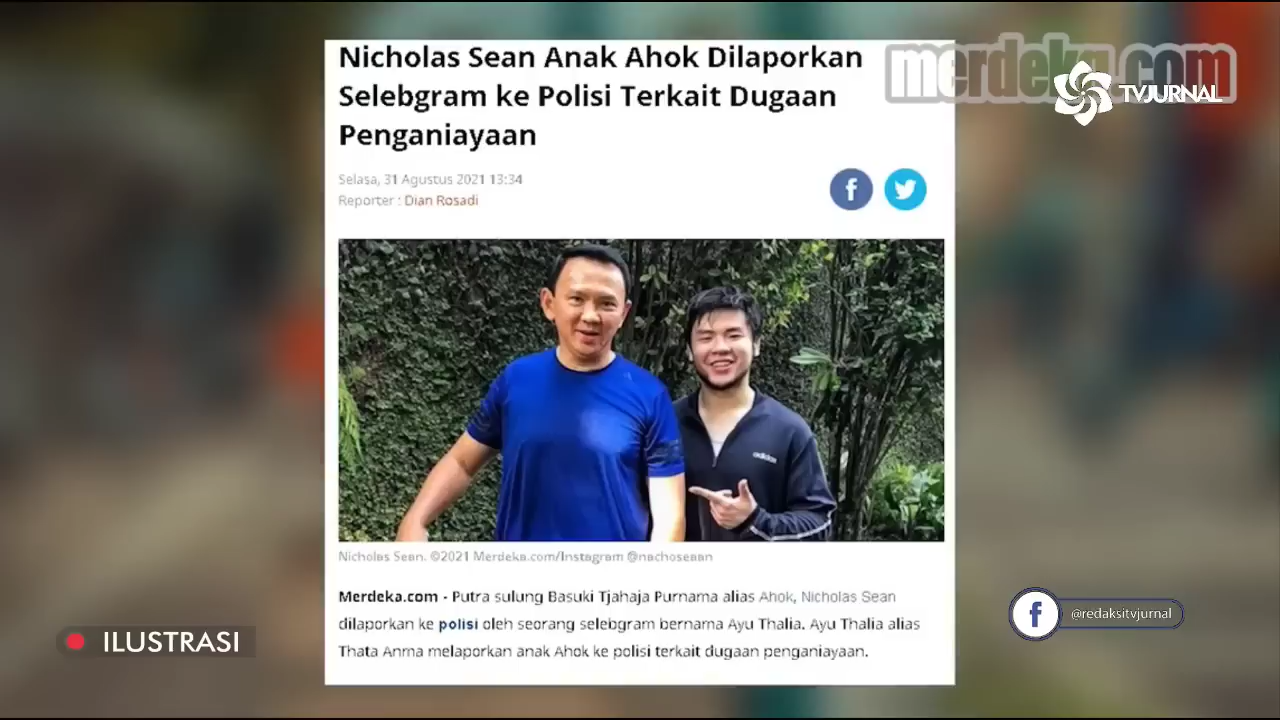 Nicholas Sean Anak Ahok Dilaporkan
Selebgram ke Polisi Terkait Dugaan
Penganiayaan
merdeka.com
TVJURNAL
Selasa, 31 Agustus 2021 13:34
Reporter : Dian Rosadi
adidas
Nicholas Sean. ©2021 Merdeka.com/Instagram @nachoseaan
Merdeka.com - Putra sulung Basuki Tjahaja Purnama alias Ahok, Nicholas Sean
dilaporkan ke polisi oleh seorang selebgram bernama Ayu Thalia. Ayu Thalia alias
Thata Anma melaporkan anak Ahok ke polisi terkait dugaan penganiayaan.
@redaksitvjurnal
ILUSTRASI